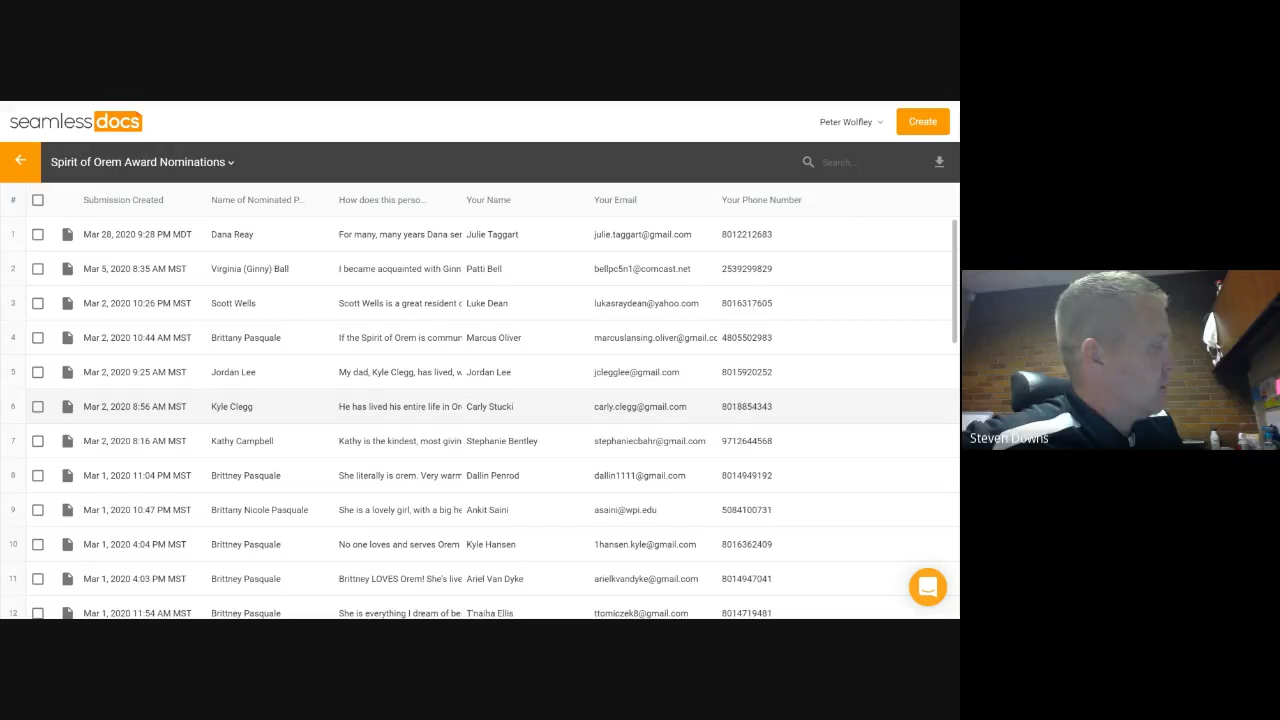 seamlessdocs
Peter Wolfley
Create
Spirit of Orem Award Nominations
Search...
# Submission Created Name of Nominated P... How does this perso... Your Name Your Email Your Phone Number
1 Mar 28, 2020 9:28 PM MDT Dana Reay For many, many years Dana ser Julie Taggart julie.taggart@gmail.com 8012212683
2 Mar 5, 2020 8:35 AM MST Virginia (Ginny) Ball I became acquainted with Ginn Patti Bell bellpc5n1@comcast.net 2539299829
3 Mar 2, 2020 10:26 PM MST Scott Wells Scott Wells is a great resident c Luke Dean lukasraydean@yahoo.com 8016317605
4 Mar 2, 2020 10:44 AM MST Brittany Pasquale If the Spirit of Orem is commur Marcus Oliver marcuslansing.oliver@gmail.cc 4805502983
5 Mar 2, 2020 9:25 AM MST Jordan Lee My dad, Kyle Clegg, has lived, w Jordan Lee jclegglee@gmail.com 8015920252
6 Mar 2, 2020 8:56 AM MST Kyle Clegg He has lived his entire life in Or Carly Stucki carly.clegg@gmail.com 8018854343
7 Mar 2, 2020 8:16 AM MST Kathy Campbell Kathy is the kindest, most givin Stephanie Bentley stephaniecbahr@gmail.com 9712644568
8 Mar 1, 2020 11:04 PM MST Brittney Pasquale She literally is orem. Very warm Dallin Penrod dallin1111@gmail.com 8014949192
9 Mar 1, 2020 10:47 PM MST Brittany Nicole Pasquale She is a lovely girl, with a big he Ankit Saini asaini@wpi.edu 5084100731
10 Mar 1, 2020 4:04 PM MST Brittney Pasquale No one loves and serves Orem Kyle Hansen 1hansen.kyle@gmail.com 8016362409
11 Mar 1, 2020 4:03 PM MST Brittney Pasquale Brittney LOVES Orem! She's live Ariel Van Dyke arielkvandyke@gmail.com 8014947041
12 Mar 1, 2020 11:54 AM MST Brittney Pasquale She is everything I dream of be T'naiha Ellis ttomiczek8@gmail.com 8014719481
Steven Downs